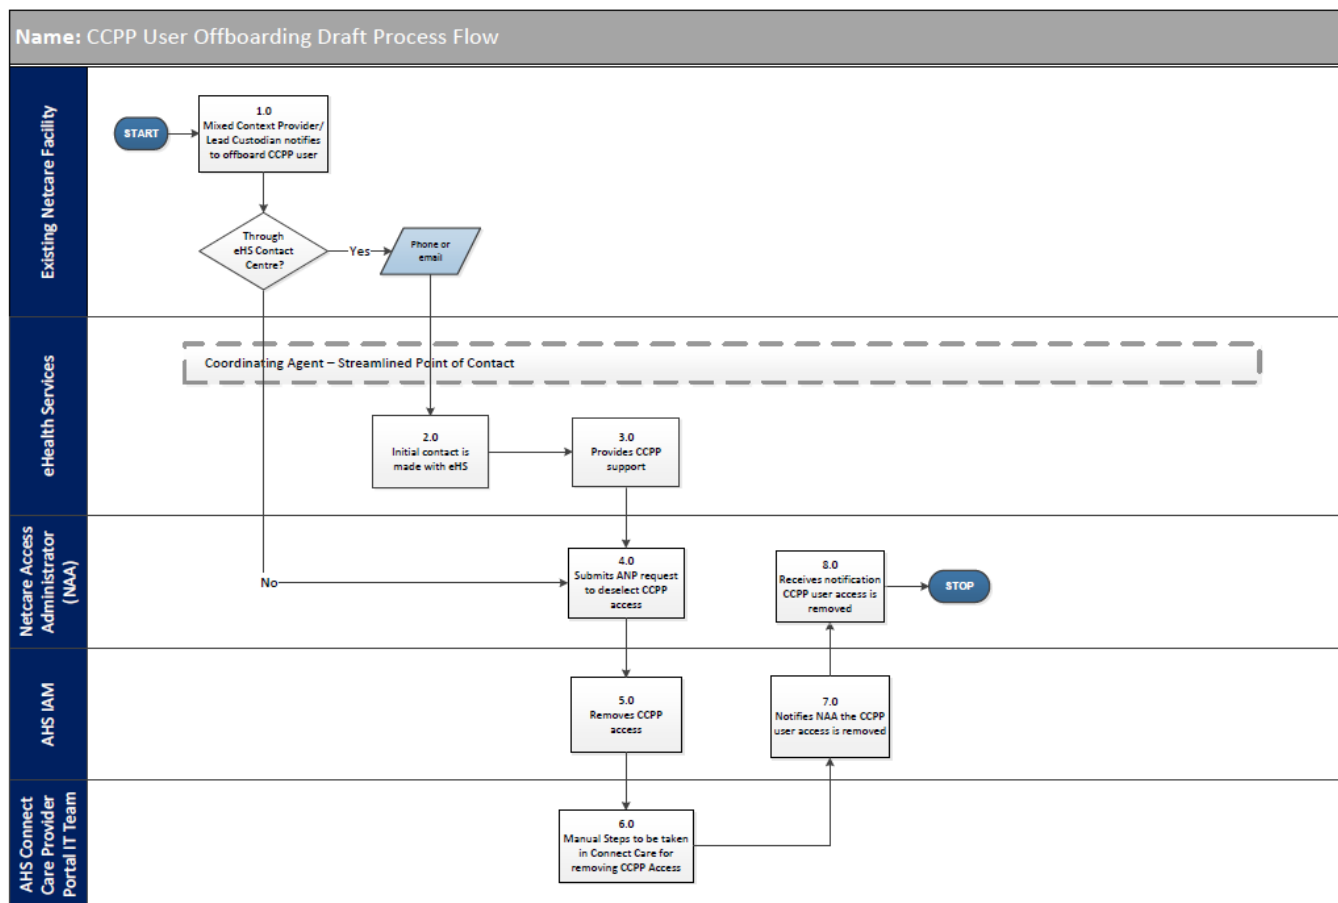 Name: CCPP User Offboarding Draft Process Flow
Existing Netcare Facility
START
1.0
Mixed Context Provider/
Lead Custodian notifies
to offboard CCPP user
Through
eHS Contact
Centre?
Yes
Phone or
email
eHealth Services
Coordinating Agent – Streamlined Point of Contact
2.0
Initial contact is
made with eHS
3.0
Provides CCPP
support
Netcare Access
Administrator
(NAA)
No
4.0
Submits ANP request
to deselect CCPP
access
8.0
Receives notification
CCPP user access is
removed
STOP
AHS IAM
5.0
Removes CCPP
access
7.0
Notifies NAA the CCPP
user access is removed
AHS Connect
Care Provider
Portal IT Team
6.0
Manual Steps to be taken
in Connect Care for
removing CCPP Access